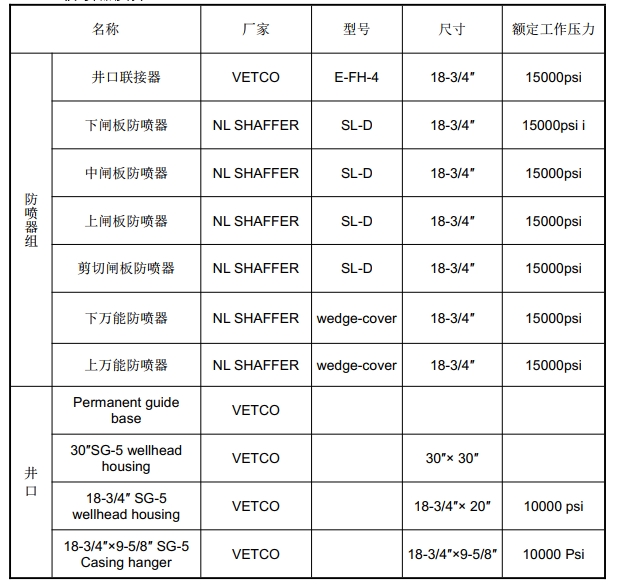 名称 厂家 型号 尺寸 额定工作压力
防喷器组
井口联接器 VETCO E-FH-4 18-3/4″ 15000psi
下闸板防喷器 NL SHAFFER SL-D 18-3/4″ 15000psi i
中闸板防喷器 NL SHAFFER SL-D 18-3/4″ 15000psi
上闸板防喷器 NL SHAFFER SL-D 18-3/4″ 15000psi
剪切闸板防喷器 NL SHAFFER SL-D 18-3/4″ 15000psi
下万能防喷器 NL SHAFFER wedge-cover 18-3/4″ 15000psi
上万能防喷器 NL SHAFFER wedge-cover 18-3/4″ 15000psi
井口
Permanent guide
base
VETCO
30″SG-5 wellhead
housing
VETCO 30″× 30″
18-3/4″ SG-5
wellhead housing
VETCO 18-3/4″× 20″ 10000 psi
18-3/4″×9-5/8″ SG-5
Casing hanger
VETCO 18-3/4″×9-5/8″ 10000 Psi